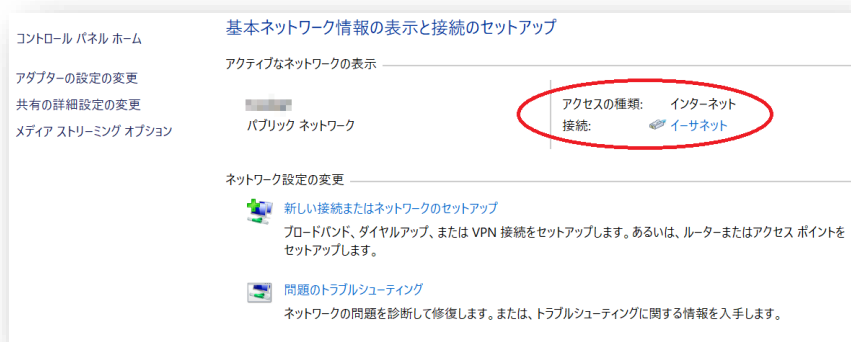 コントロール パネル ホーム
アダプターの設定の変更
共有の詳細設定の変更
メディア ストリーミング オプション
基本ネットワーク情報の表示と接続のセットアップ
アクティブなネットワークの表示
パブリック ネットワーク
アクセスの種類: インターネット
接続: イーサネット
ネットワーク設定の変更
新しい接続またはネットワークのセットアップ
ブロードバンド、ダイヤルアップ、または VPN 接続をセットアップします。あるいは、ルーターまたはアクセス ポイントを
セットアップします。
問題のトラブルシューティング
ネットワークの問題を診断して修復します。または、トラブルシューティングに関する情報を入手します。